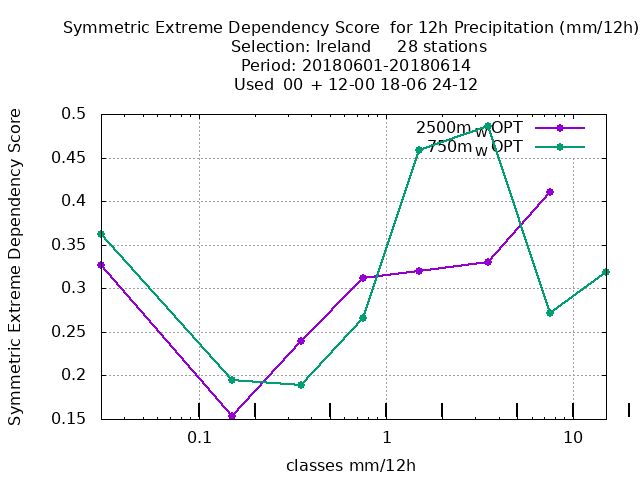 Symmetric Extreme Dependency Score  for 12h Precipitation (mm/12h)
Selection: Ireland     28 stations
Period: 20180601-20180614
Used  00  + 12-00 18-06 24-12
2500m WOPT
750m WOPT
Symmetric Extreme Dependency Score
0.5
0.45
0.4
0.35
0.3
0.25
0.2
0.15
0.1 1 10
classes mm/12h